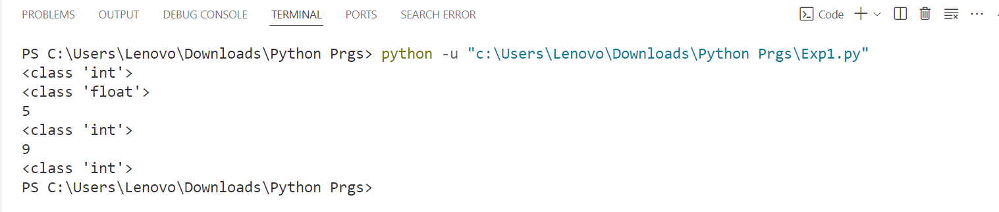 PROBLEMS OUTPUT DEBUG CONSOLE TERMINAL PORTS SEARCH ERROR Code
PS C:\Users\Lenovo\Downloads\Python Prgs> python -u "c:\Users\Lenovo\Downloads\Python Prgs\Exp1.py"
<class 'int'>
<class 'float'>
5
<class 'int'>
9
<class 'int'>
PS C:\Users\Lenovo\Downloads\Python Prgs>